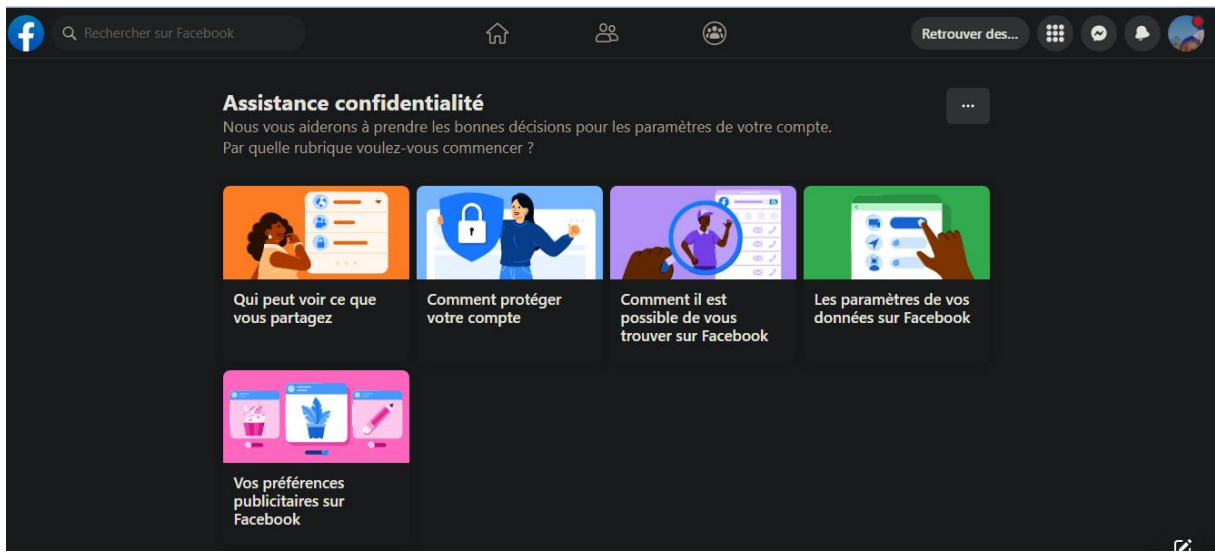 Rechercher sur Facebook
Retrouver des...
Assistance confidentialité
Nous vous aiderons à prendre les bonnes décisions pour les paramètres de votre compte.
Par quelle rubrique voulez-vous commencer ?
Qui peut voir ce que
vous partagez
Comment protéger
votre compte
Comment il est
possible de vous
trouver sur Facebook
Les paramètres de vos
données sur Facebook
Vos préférences
publicitaires sur
Facebook